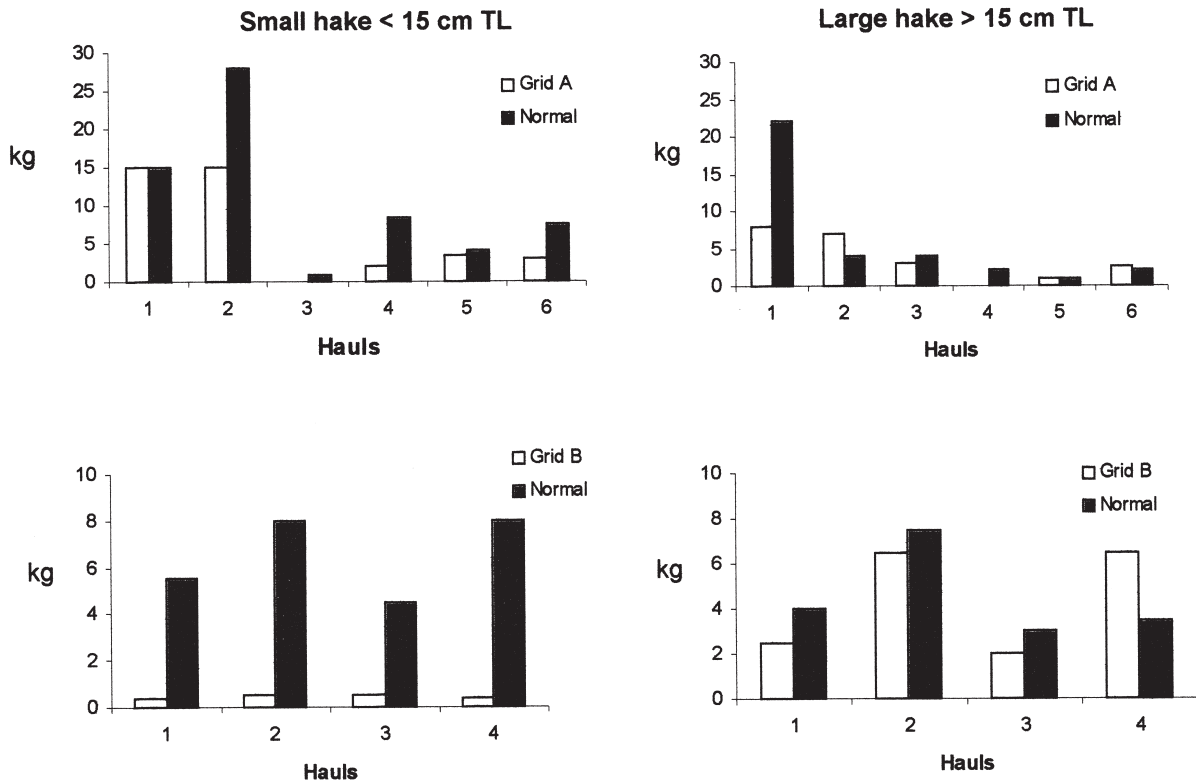 Small hake < 15 cm TL
30
25
20
15
10
5
0
kg
Grid A
Normal
1 2 3 4 5 6
Hauls
Large hake > 15 cm TL
30
25
20
15
10
5
0
kg
Grid A
Normal
1 2 3 4 5 6
Hauls
10
8
6
4
2
0
kg
Grid B
Normal
1 2 3 4
Hauls
10
8
6
4
2
0
kg
Grid B
Normal
1 2 3 4
Hauls